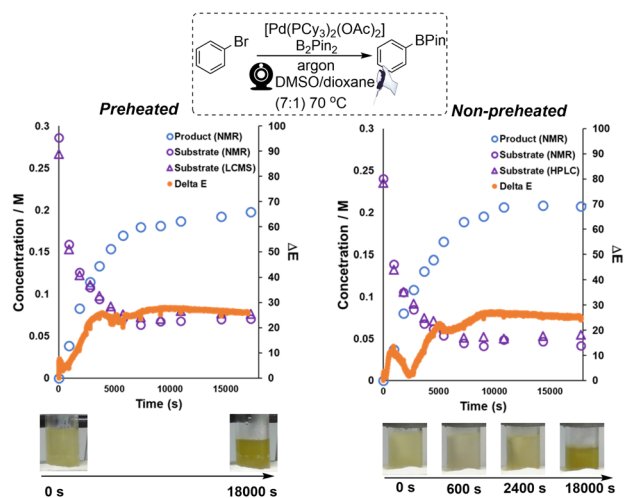 [Pd(PCy3)2(OAc)2]
Br
B2Pin2
BPin
argon
DMSO/dioxane
(7:1) 70 °C
Preheated
Non-preheated
0.3
0.25
0.2
0.15
0.1
0.05
0
Concentration / M
Product (NMR)
Substrate (NMR)
Substrate (LCMS)
Delta E
100
90
80
70
60
50
40
30
20
10
0
ΔE
0 5000 10000 15000
Time (s)
0.3
0.25
0.2
0.15
0.1
0.05
0
Concetration / M
Product (NMR)
Substrate (NMR)
Substrate (HPLC)
Delta E
100
90
80
70
60
50
40
30
20
10
0
ΔE
0 5000 10000 15000
Time (s)
0 s 18000 s
0 s 600 s 2400 s 18000 s